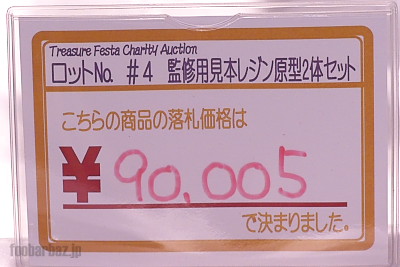 Treasure Festa Charity Auction
ロットNo. #4 監修用見本レジン原型2体セット
こちらの商品の落札価格は
¥90,005
で決まりました。
foobarbaz.jp